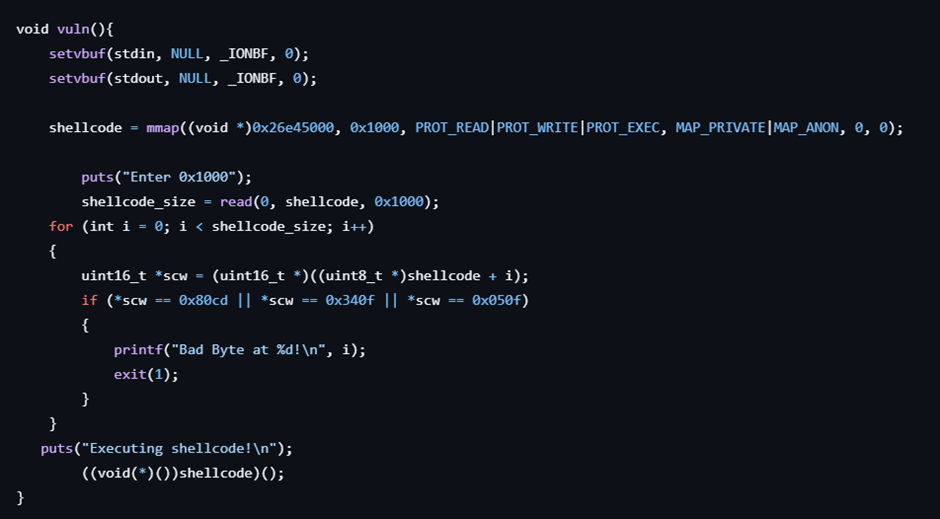 void vuln(){
    setvbuf(stdin, NULL, _IONBF, 0);
    setvbuf(stdout, NULL, _IONBF, 0);

    shellcode = mmap((void *)0x26e45000, 0x1000, PROT_READ|PROT_WRITE|PROT_EXEC, MAP_PRIVATE|MAP_ANON, 0, 0);

        puts("Enter 0x1000");
        shellcode_size = read(0, shellcode, 0x1000);
    for (int i = 0; i < shellcode_size; i++)
    {
        uint16_t *scw = (uint16_t *)((uint8_t *)shellcode + i);
        if (*scw == 0x80cd || *scw == 0x340f || *scw == 0x050f)
        {
            printf("Bad Byte at %d!\n", i);
            exit(1);
        }
    }
   puts("Executing shellcode!\n");
        ((void(*)())shellcode)();
}